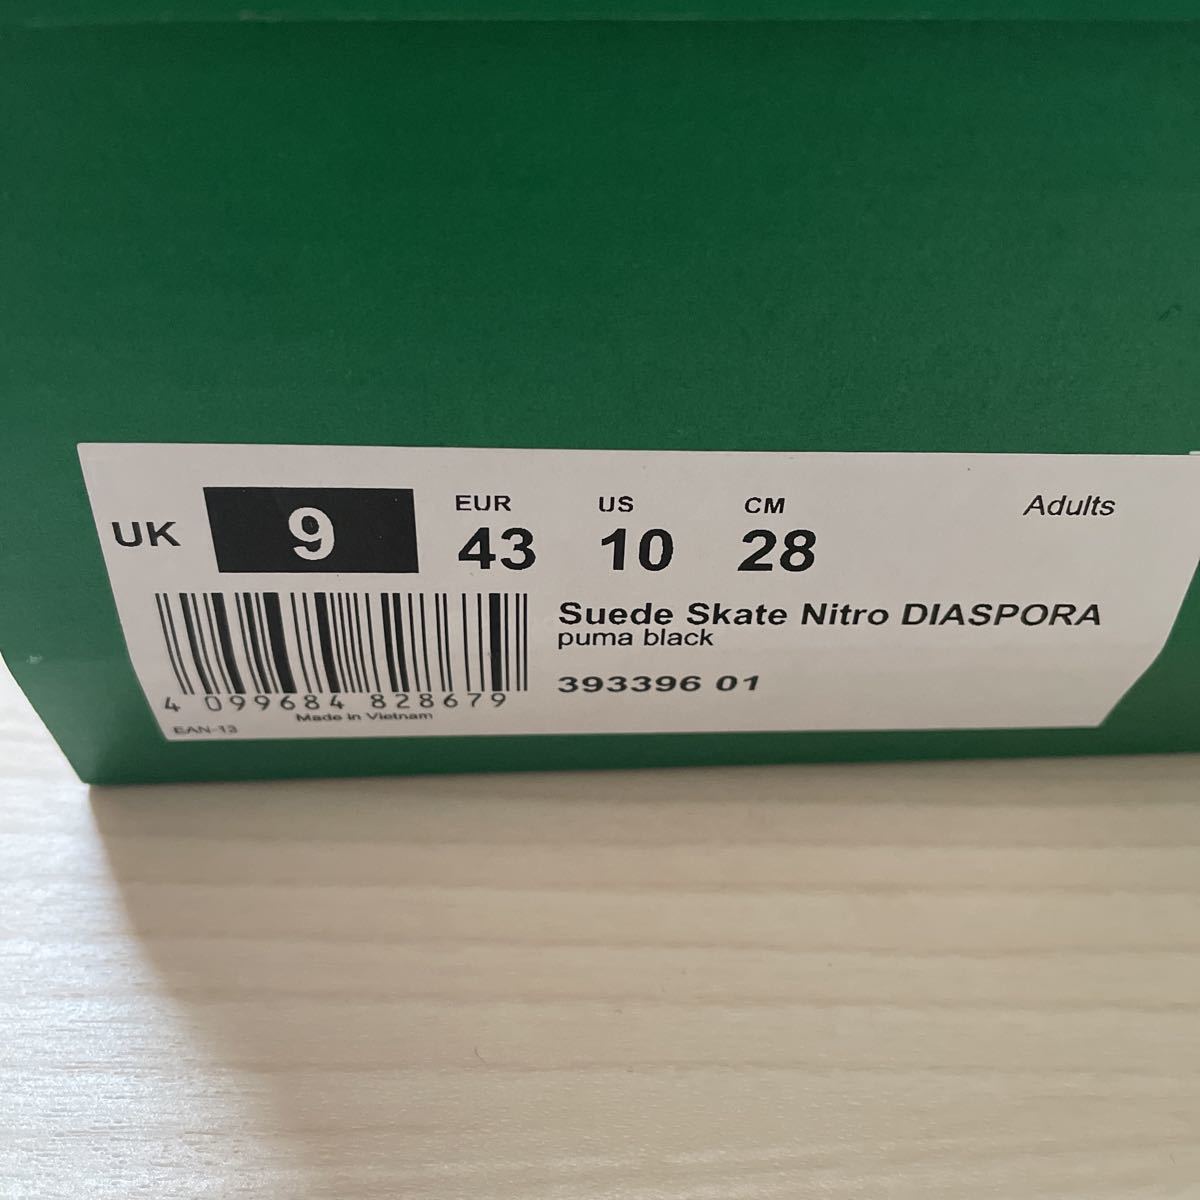 UK 9
EUR US CM Adults
43 10 28
Suede Skate Nitro DIASPORA
puma black
393396 01
4 099684 828679
Made in Vietnam
EAN-13